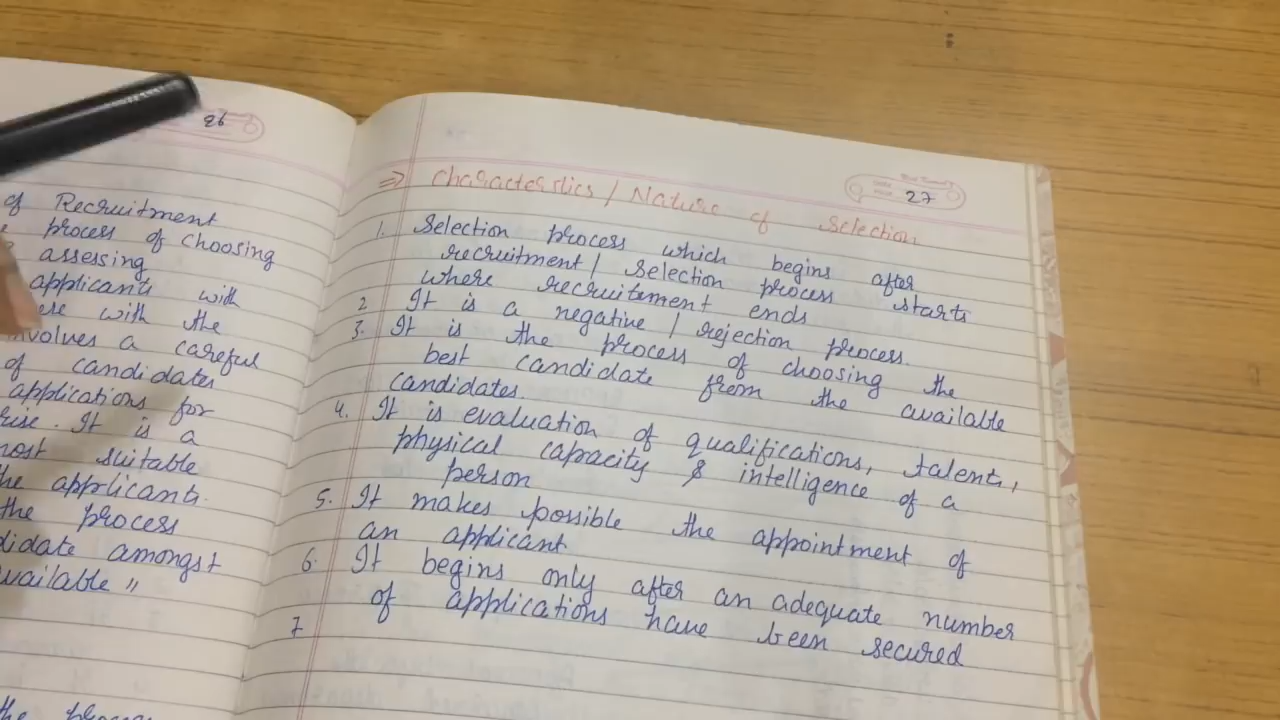 26
of Recruitment
process of choosing
assessing
applicants with
with the
a careful
of candidates
applications for
It is a
suitable
applicants.
the process
amongst
"
27
=> Characteristics / Nature of Selection
1. Selection process which begins after
recruitment / Selection process starts
where recruitement ends
2 It is a negative / rejection process.
3. It is the process of choosing the
best candidate from the available
candidates.
4. It is evaluation of qualifications, talents,
physical capacity & intelligence of a
person
5. It makes possible the appointment of
an applicant
6. It begins only after an adequate number
of applications have been secured
7
the